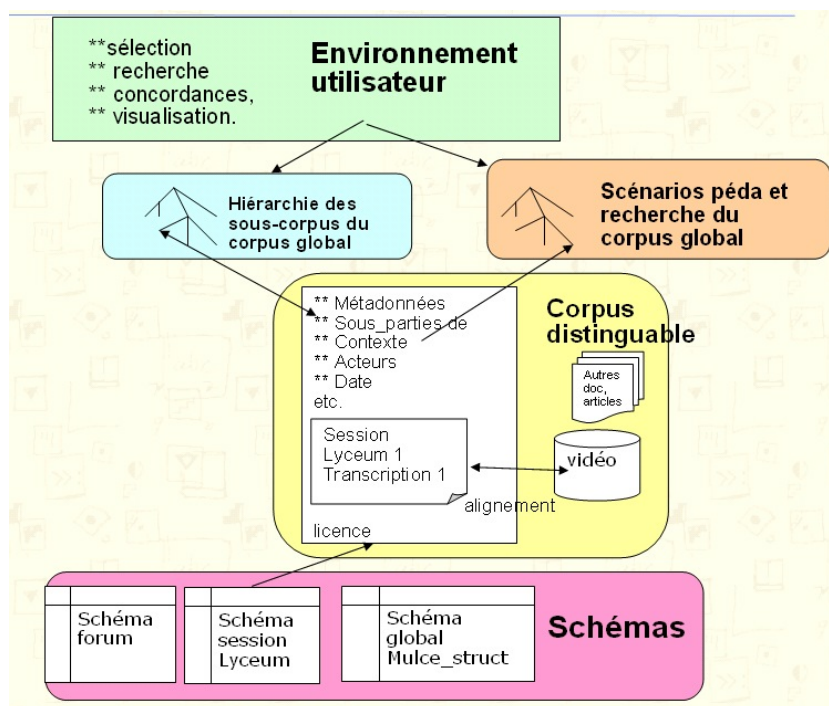 **sélection
** recherche
** concordances,
** visualisation.
Environnement
utilisateur
Hiérarchie des
sous-corpus du
corpus global
Scénarios péda et
recherche du
corpus global
** Métadonnées
** Sous_parties de
** Contexte
** Acteurs
** Date
etc.
Corpus
distinguable
Autres
doc,
articles
Session
Lyceum 1
Transcription 1
vidéo
alignement
licence
Schéma
forum
Schéma
session
Lyceum
Schéma
global
Mulce_struct
Schémas